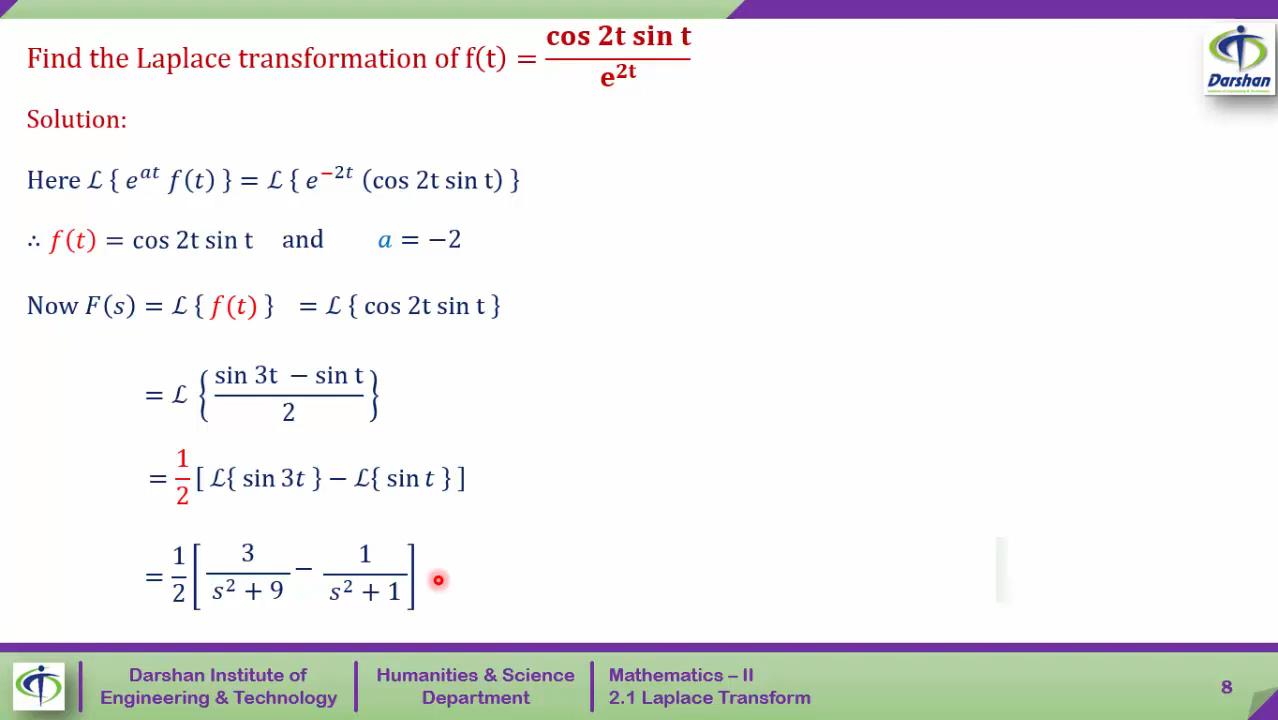 Find the Laplace transformation of f(t) = cos 2t sin t / e^2t
Darshan
Solution:
Here ℒ { e^at f(t) } = ℒ { e^−2t (cos 2t sin t) }
∴ f(t) = cos 2t sin t and a = −2
Now F(s) = ℒ { f(t) } = ℒ { cos 2t sin t }
= ℒ { (sin 3t − sin t) / 2 }
= 1/2 [ ℒ{ sin 3t } − ℒ{ sin t } ]
= 1/2 [ 3 / (s² + 9) − 1 / (s² + 1) ]
Darshan Institute of
Engineering & Technology
Humanities & Science
Department
Mathematics – II
2.1 Laplace Transform
8